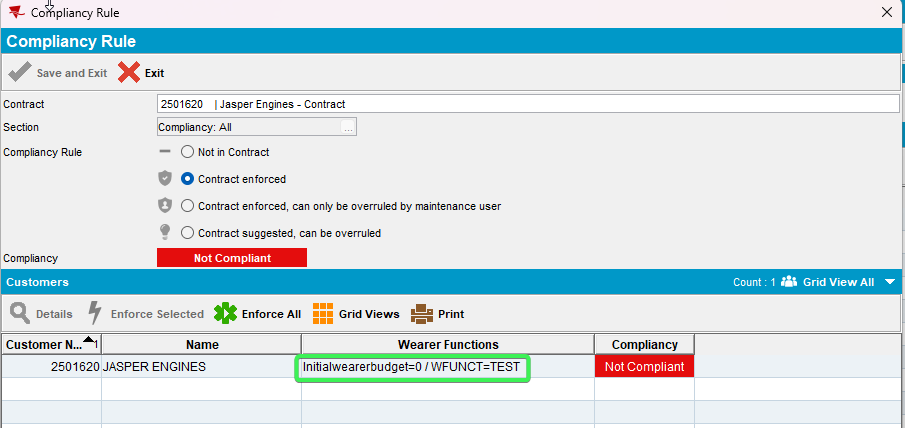 Compliancy Rule
Compliancy Rule
Save and Exit Exit
Contract 2501620 | Jasper Engines - Contract
Section Compliancy: All ...
Compliancy Rule Not in Contract
Contract enforced
Contract enforced, can only be overruled by maintenance user
Contract suggested, can be overruled
Compliancy Not Compliant
Customers Count : 1 Grid View All
Details Enforce Selected Enforce All Grid Views Print
Customer N... 1 Name Wearer Functions Compliancy
2501620 JASPER ENGINES Initialwearerbudget=0 / WFUNCT=TEST Not Compliant